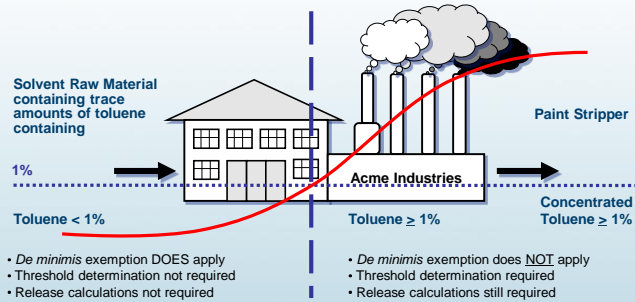 Solvent Raw Material
containing trace
amounts of toluene
containing
Paint Stripper
1%
Acme Industries
Toluene < 1%
Toluene ≥ 1%
Concentrated
Toluene ≥ 1%
• De minimis exemption DOES apply
• Threshold determination not required
• Release calculations not required
• De minimis exemption does NOT apply
• Threshold determination required
• Release calculations still required